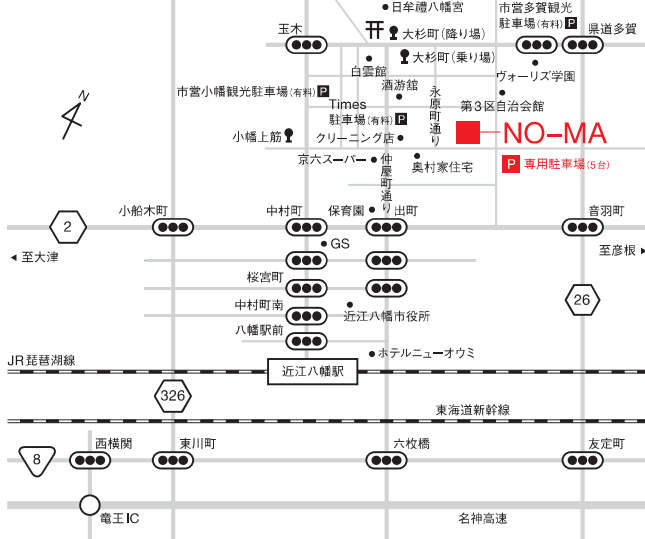 日牟禮八幡宮
市営多賀観光
駐車場(有料) P
玉木
大杉町(降り場)
県道多賀
大杉町(乗り場)
白雲館
ヴォーリズ学園
酒游舘
市営小幡観光駐車場(有料) P
永原町通り
Times
駐車場(有料) P
第3区自治会館
N
小幡上筋
クリーニング店
NO–MA
京六スーパー
仲屋町通り
奥村家住宅
P 専用駐車場(5台)
小船木町
中村町
保育園
出町
音羽町
2
GS
至大津
至彦根
桜宮町
26
中村町南
近江八幡市役所
八幡駅前
ホテルニューオウミ
JR琵琶湖線
近江八幡駅
326
東海道新幹線
8
西横関
東川町
六枚橋
友定町
竜王IC
名神高速